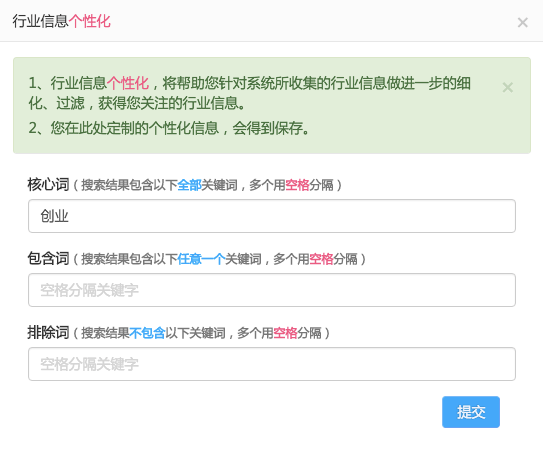 行业信息个性化
1、行业信息个性化，将帮助您针对系统所收集的行业信息做进一步的细
化、过滤，获得您关注的行业信息。
2、您在此处定制的个性化信息，会得到保存。
核心词（搜索结果包含以下全部关键词，多个用空格分隔）
创业
包含词（搜索结果包含以下任意一个关键词，多个用空格分隔）
空格分隔关键字
排除词（搜索结果不包含以下关键词，多个用空格分隔）
空格分隔关键字
提交